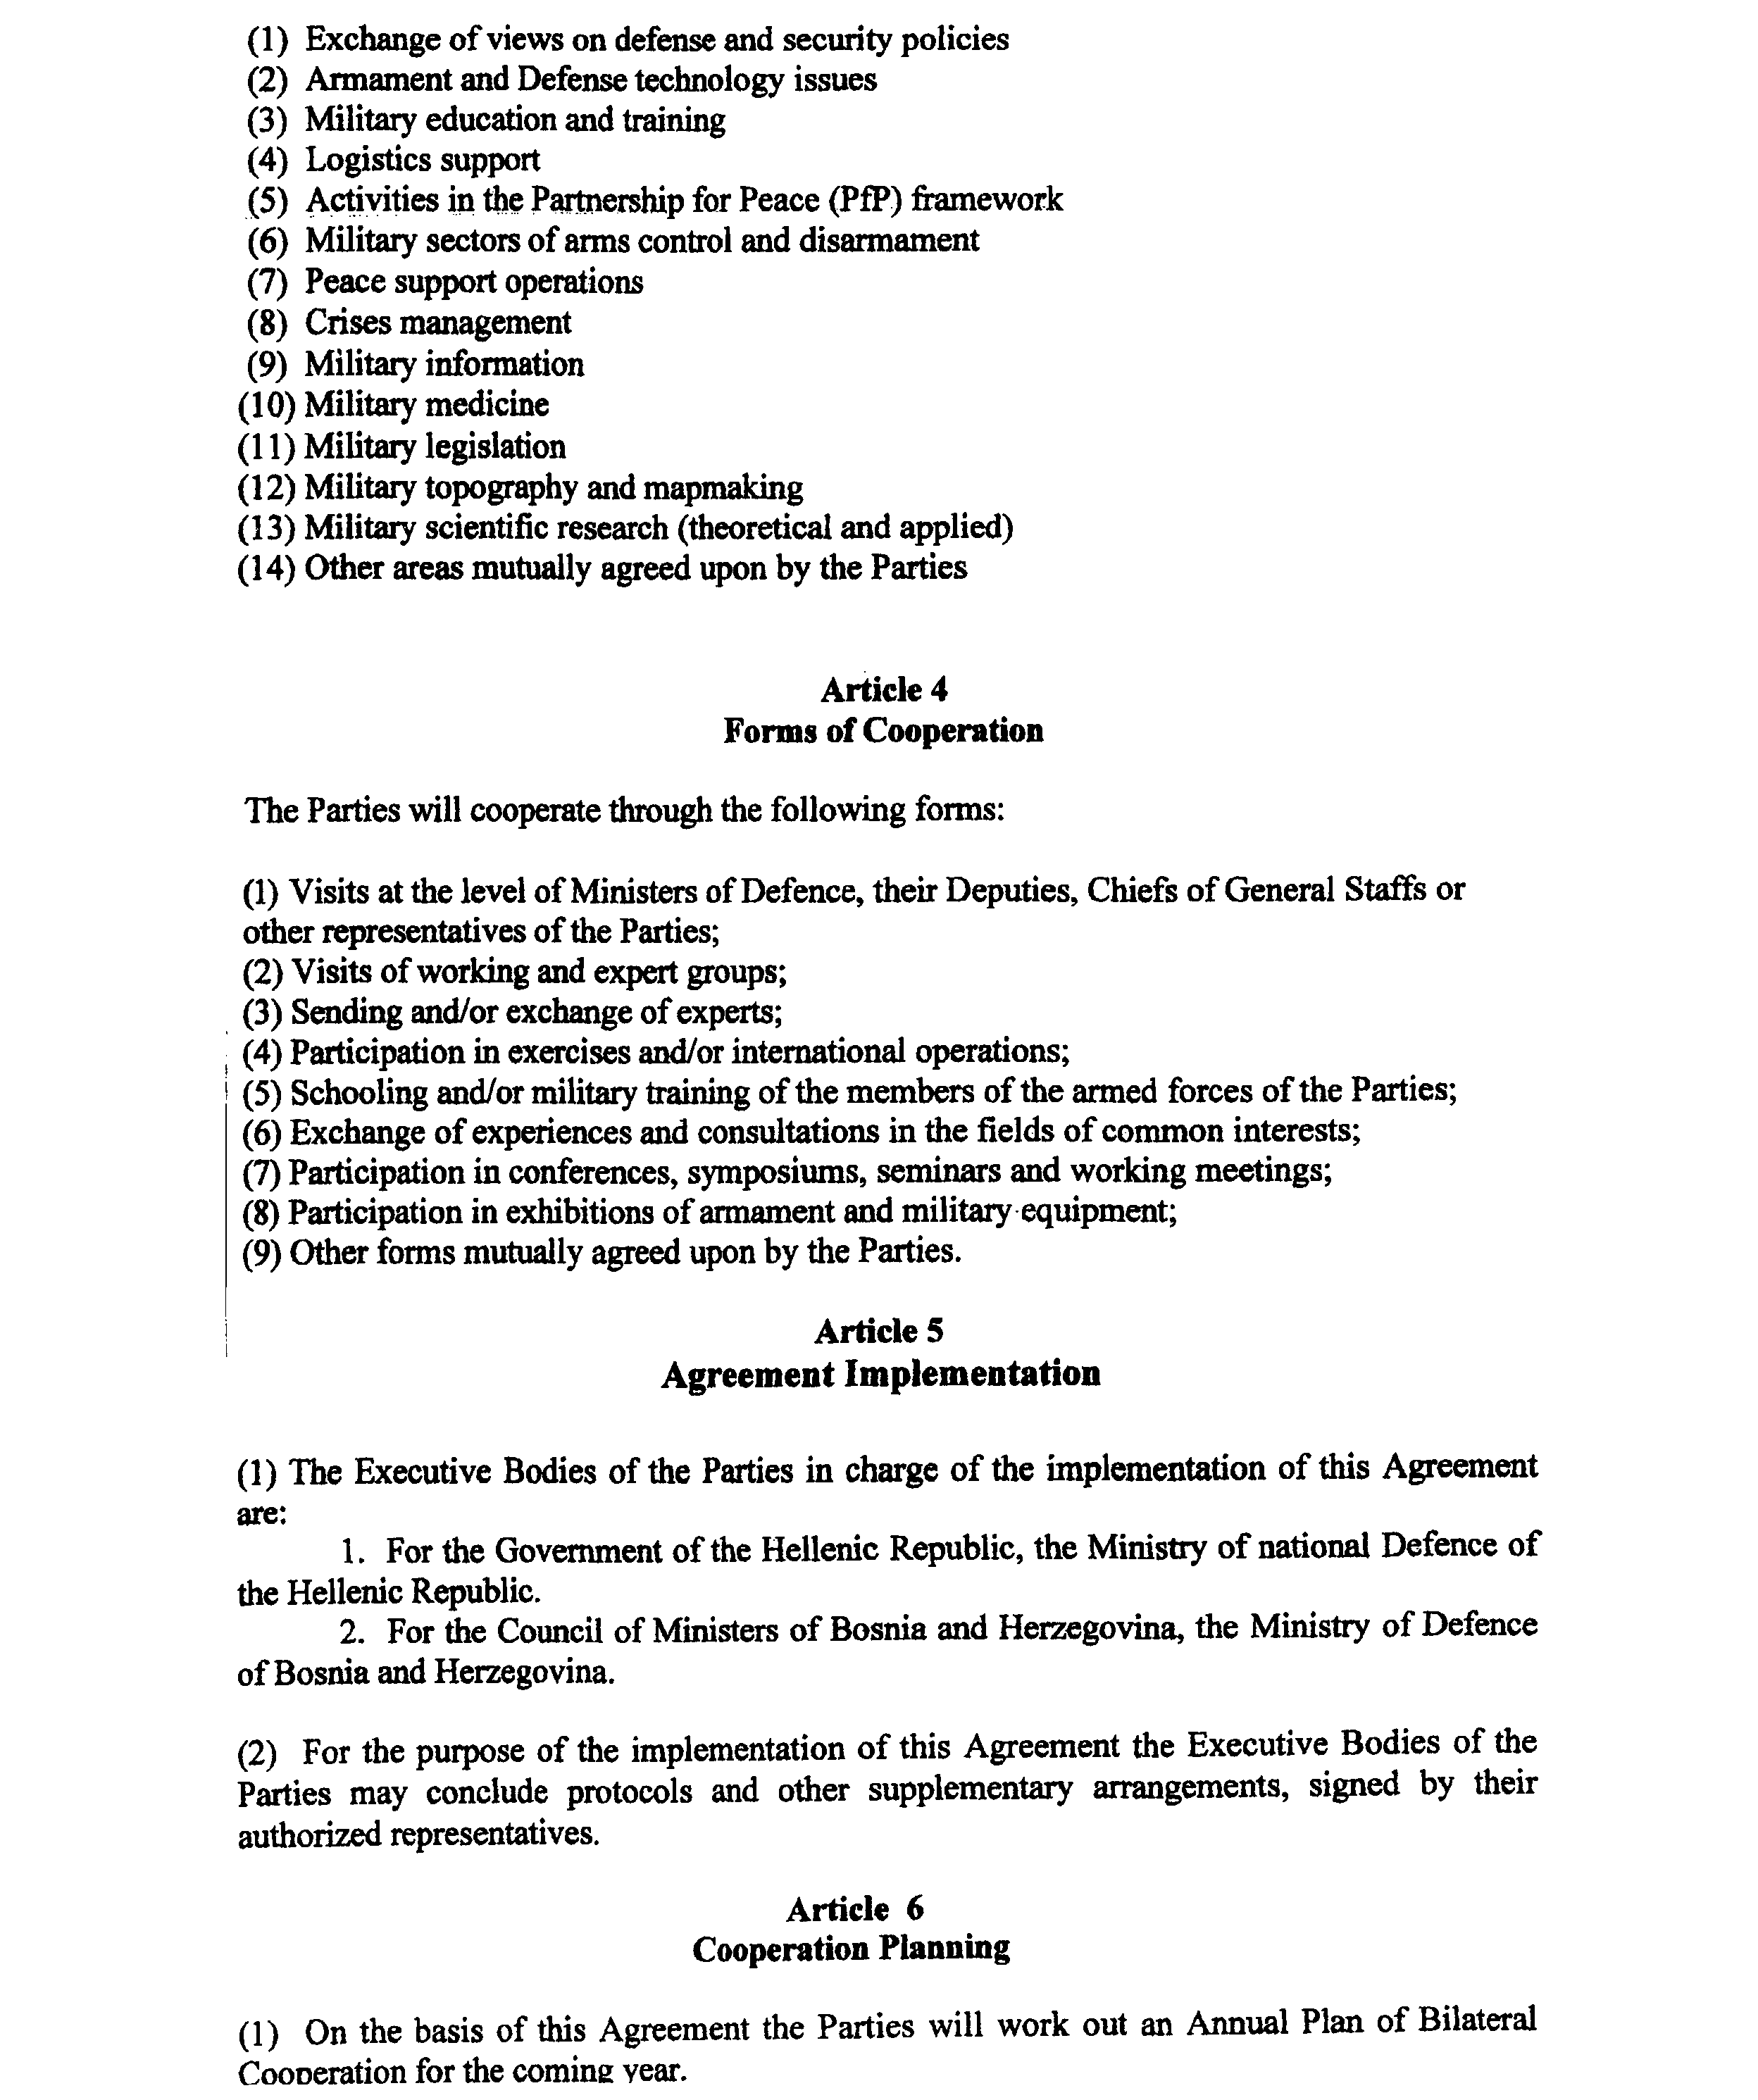 (1) Exchange of views on defense and security policies
(2) Armament and Defense technology issues
(3) Military education and training
(4) Logistics support
(5) Activities in the Partnership for Peace (PfP) framework
(6) Military sectors of arms control and disarmament
(7) Peace support operations
(8) Crises management
(9) Military information
(10) Military medicine
(11) Military legislation
(12) Military topography and mapmaking
(13) Military scientific research (theoretical and applied)
(14) Other areas mutually agreed upon by the Parties
Article 4
Forms of Cooperation
The Parties will cooperate through the following forms:
(1) Visits at the level of Ministers of Defence, their Deputies, Chiefs of General Staffs or
other representatives of the Parties;
(2) Visits of working and expert groups;
(3) Sending and/or exchange of experts;
(4) Participation in exercises and/or international operations;
(5) Schooling and/or military training of the members of the armed forces of the Parties;
(6) Exchange of experiences and consultations in the fields of common interests;
(7) Participation in conferences, symposiums, seminars and working meetings;
(8) Participation in exhibitions of armament and military equipment;
(9) Other forms mutually agreed upon by the Parties.
Article 5
Agreement Implementation
(1) The Executive Bodies of the Parties in charge of the implementation of this Agreement
are:
1. For the Government of the Hellenic Republic, the Ministry of national Defence of
the Hellenic Republic.
2. For the Council of Ministers of Bosnia and Herzegovina, the Ministry of Defence
of Bosnia and Herzegovina.
(2) For the purpose of the implementation of this Agreement the Executive Bodies of the
Parties may conclude protocols and other supplementary arrangements, signed by their
authorized representatives.
Article 6
Cooperation Planning
(1) On the basis of this Agreement the Parties will work out an Annual Plan of Bilateral
Cooperation for the coming year.